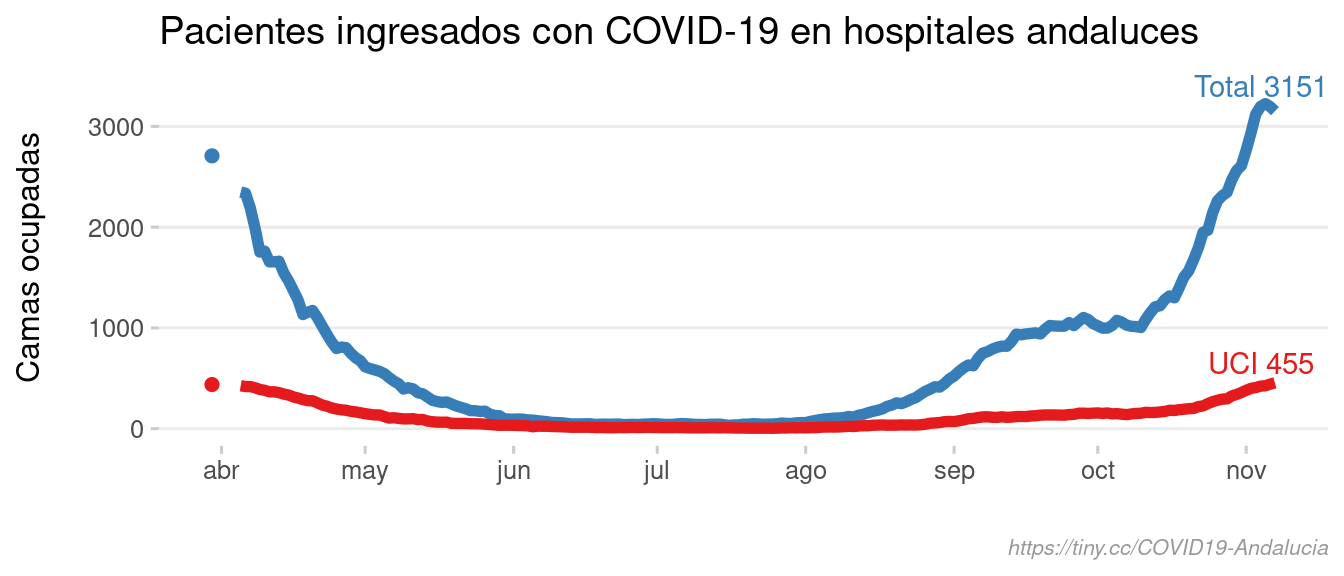 Pacientes ingresados con COVID-19 en hospitales andaluces
Camas ocupadas
Total 3151
3000
2000
1000
UCI 455
0
abr may jun jul ago sep oct nov
https://tiny.cc/COVID19-Andalucia